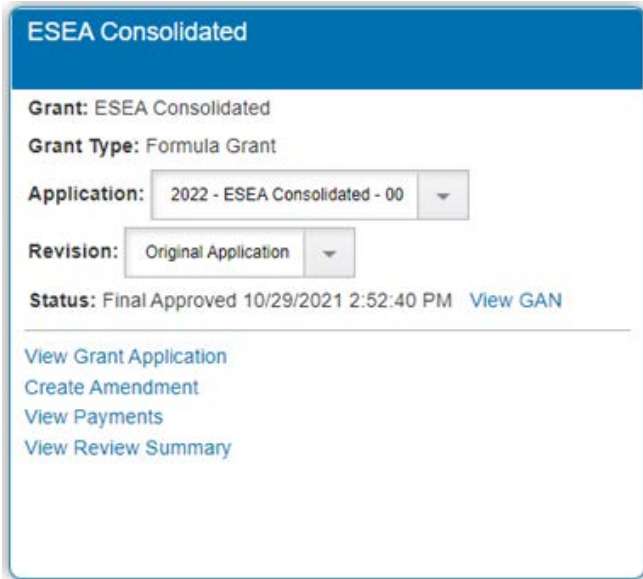 ESEA Consolidated
Grant: ESEA Consolidated
Grant Type: Formula Grant
Application: 2022 - ESEA Consolidated - 00
Revision: Original Application
Status: Final Approved 10/29/2021 2:52:40 PM View GAN
View Grant Application
Create Amendment
View Payments
View Review Summary